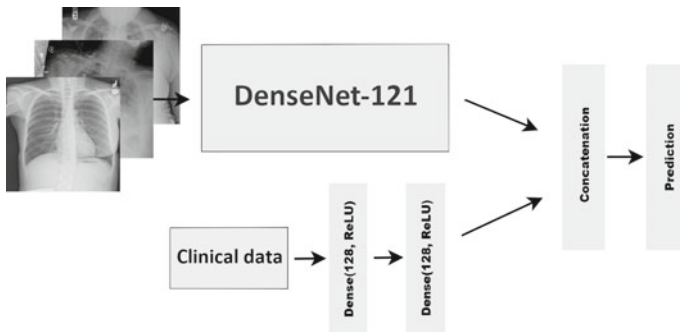 DenseNet-121
Clinical data
Dense(128, ReLU)
Dense(128, ReLU)
Concatenation
Prediction